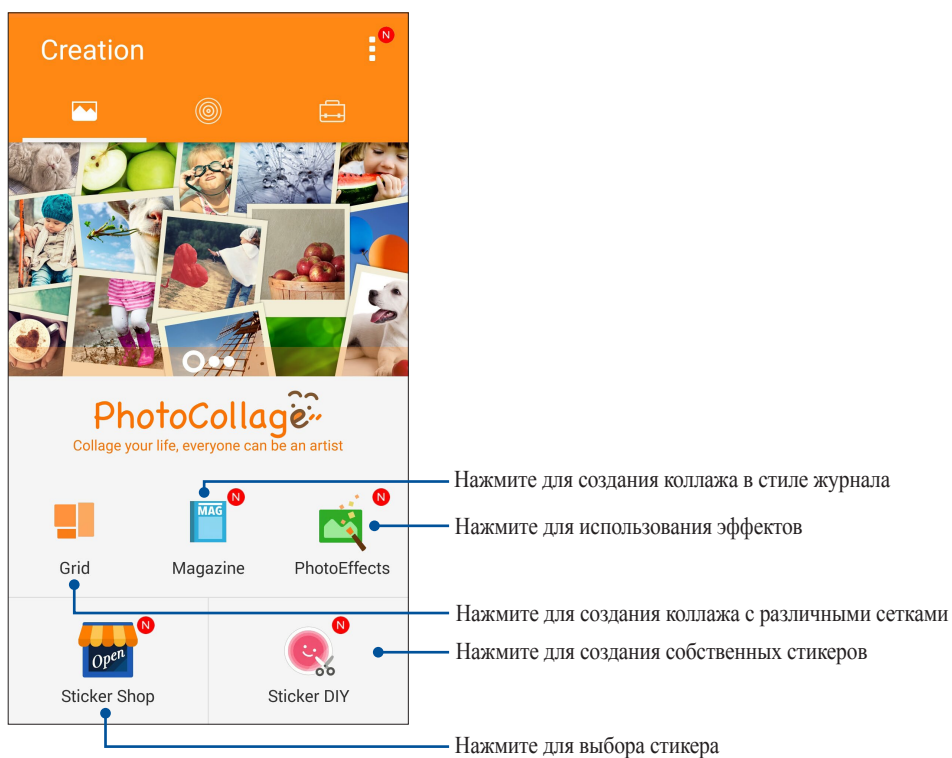 Creation
N
PhotoCollage
Collage your life, everyone can be an artist
Нажмите для создания коллажа в стиле журнала
MAG
N
N
Нажмите для использования эффектов
Grid
Magazine
PhotoEffects
Нажмите для создания коллажа с различными сетками
N
N
Open
Нажмите для создания собственных стикеров
Sticker Shop
Sticker DIY
Нажмите для выбора стикера